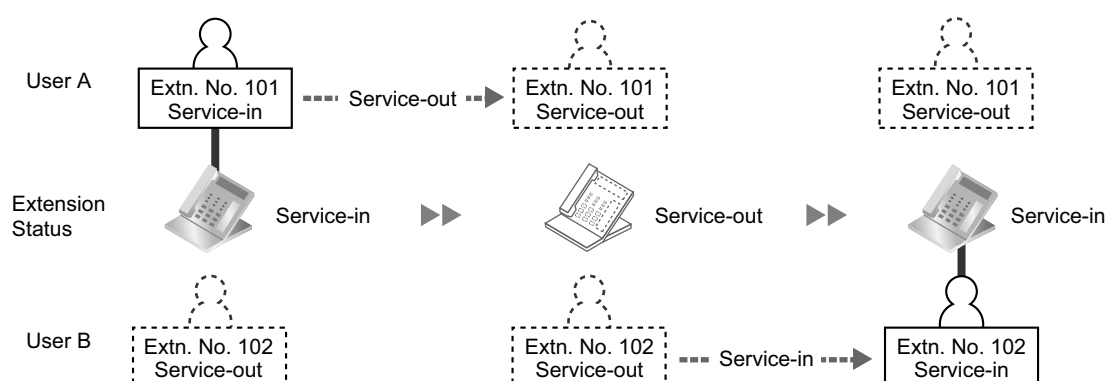 User A
Extn. No. 101
Service-in
Service-out
Extn. No. 101
Service-out
Extn. No. 101
Service-out
Extension
Status
Service-in
Service-out
Service-in
User B
Extn. No. 102
Service-out
Extn. No. 102
Service-out
Service-in
Extn. No. 102
Service-in